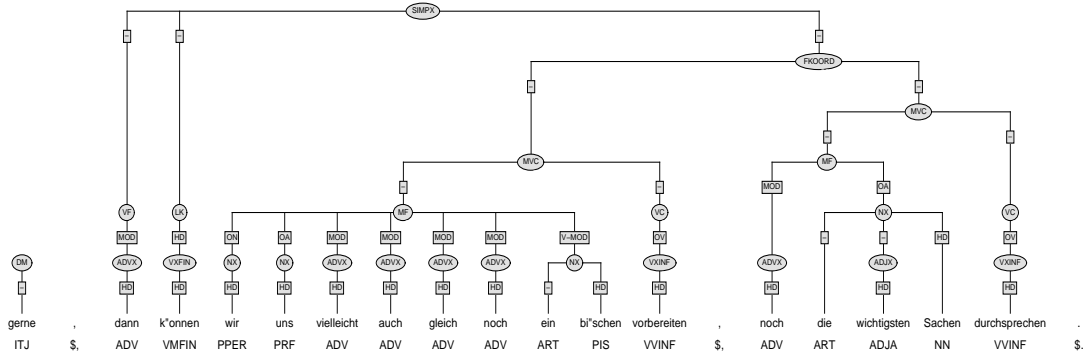 SIMPX
– – –
FKOORD
– –
MVC
– –
MVC MF
– – MOD OA –
VF LK MF VC NX VC
MOD HD ON OA MOD MOD MOD MOD V–MOD OV – – HD OV
DM ADVX VXFIN NX NX ADVX ADVX ADVX ADVX NX VXINF ADVX ADJX VXINF
– HD HD HD HD HD HD HD HD – HD HD HD HD HD
gerne , dann k"onnen wir uns vielleicht auch gleich noch ein bi"schen vorbereiten , noch die wichtigsten Sachen durchsprechen .
ITJ $, ADV VMFIN PPER PRF ADV ADV ADV ADV ART PIS VVINF $, ADV ART ADJA NN VVINF $.